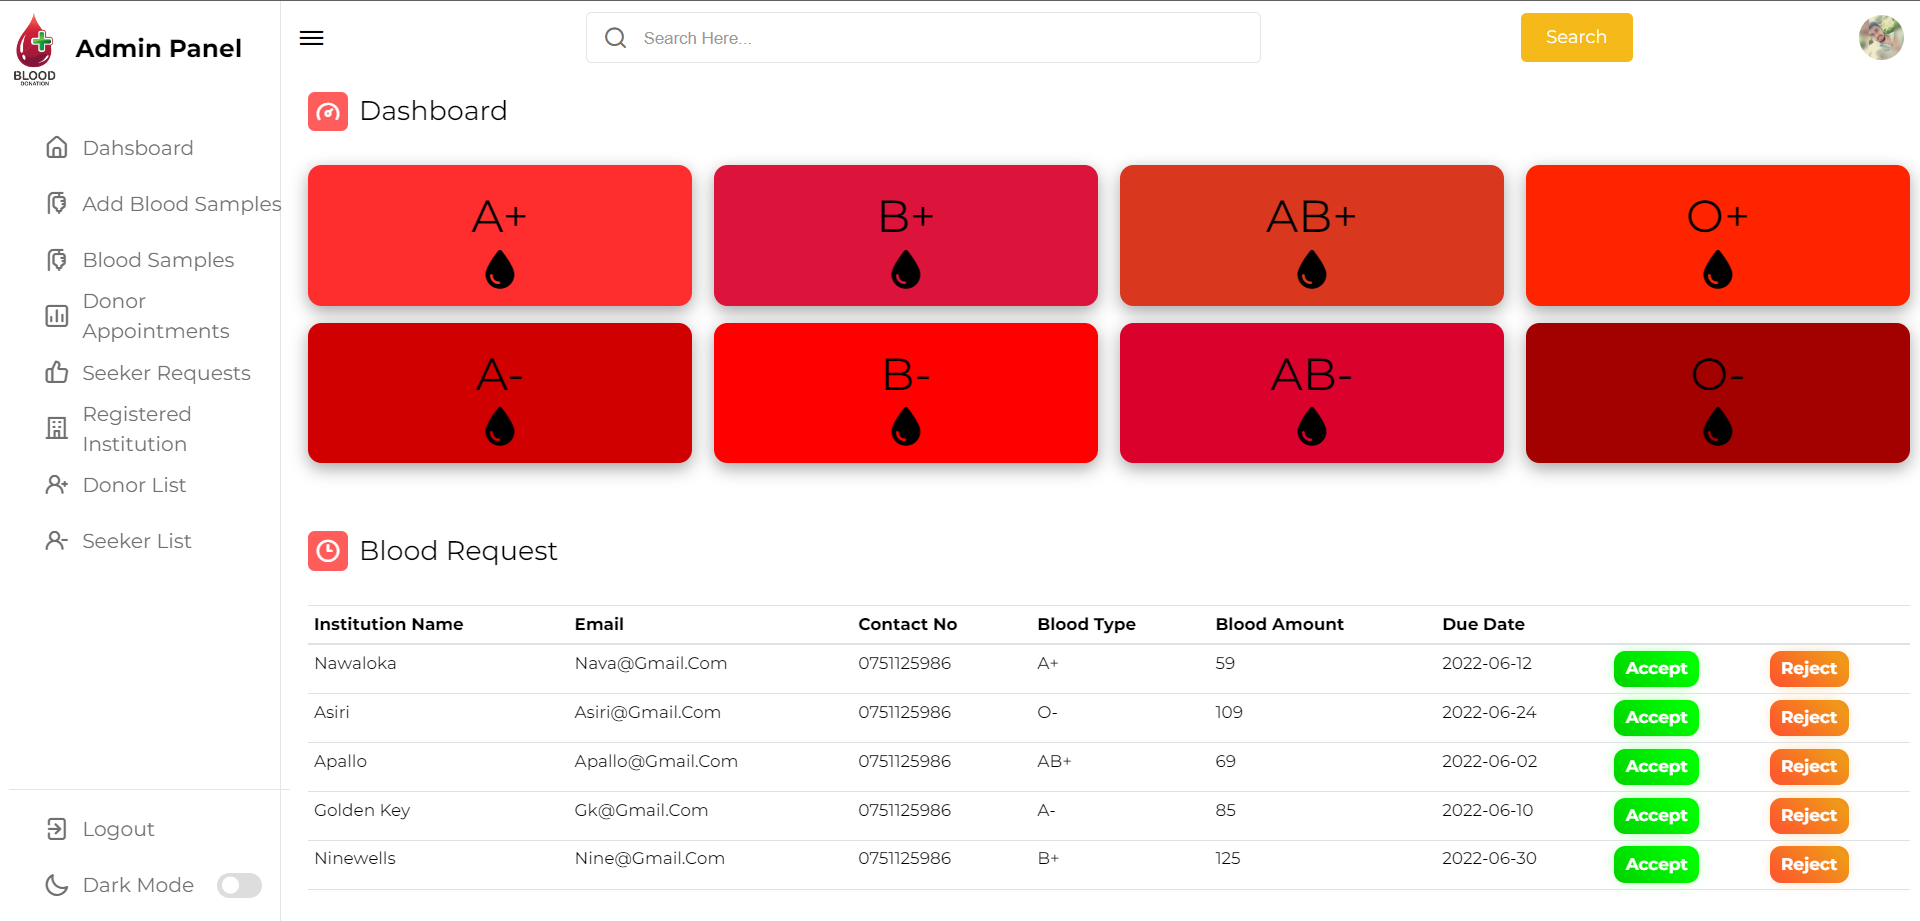 BLOOD
DONATION
Admin Panel
Search Here...
Search
Dahsboard
Add Blood Samples
Blood Samples
Donor
Appointments
Seeker Requests
Registered
Institution
Donor List
Seeker List
Logout
Dark Mode
Dashboard
A+ B+ AB+ O+
A- B- AB- O-
Blood Request
Institution Name Email Contact No Blood Type Blood Amount Due Date
Nawaloka Nava@Gmail.Com 0751125986 A+ 59 2022-06-12 Accept Reject
Asiri Asiri@Gmail.Com 0751125986 O- 109 2022-06-24 Accept Reject
Apallo Apallo@Gmail.Com 0751125986 AB+ 69 2022-06-02 Accept Reject
Golden Key Gk@Gmail.Com 0751125986 A- 85 2022-06-10 Accept Reject
Ninewells Nine@Gmail.Com 0751125986 B+ 125 2022-06-30 Accept Reject